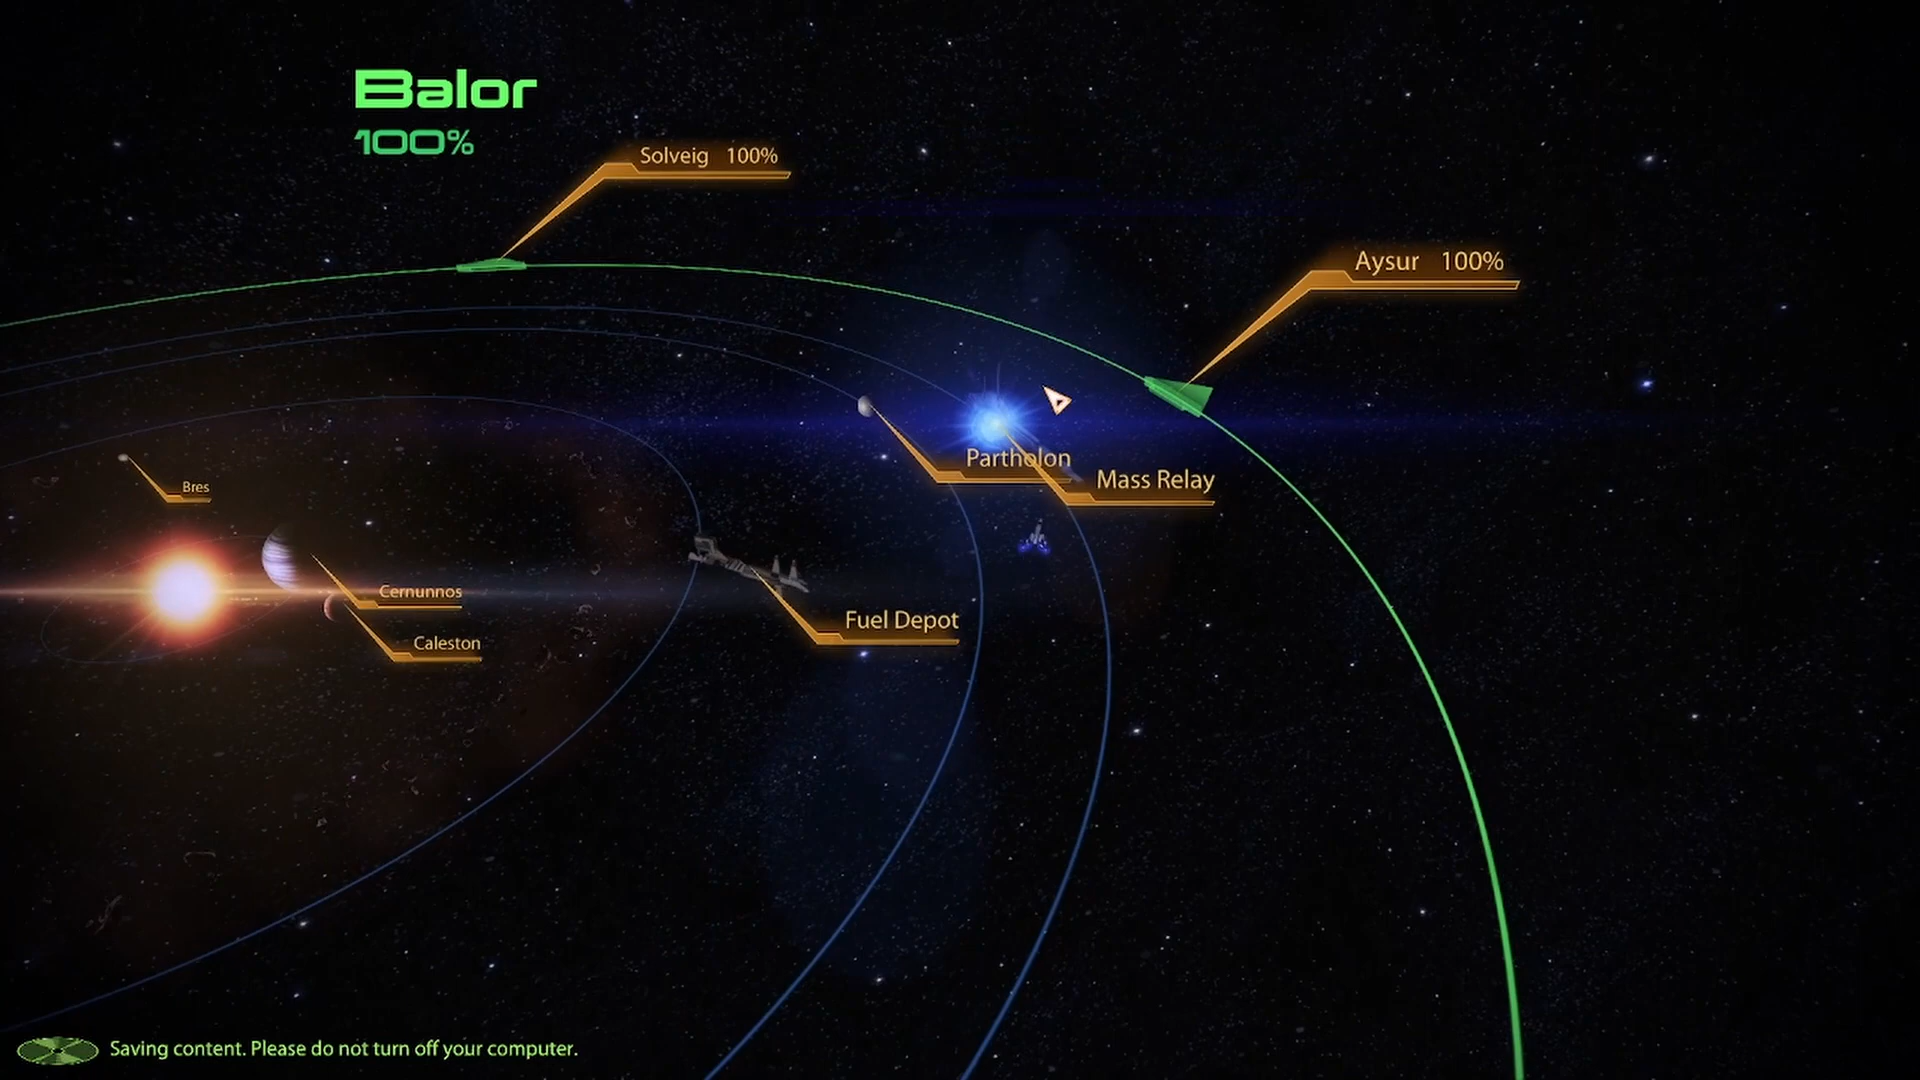 Balor
100%
Solveig 100%
Aysur 100%
Partholon
Mass Relay
Bres
Cernunnos
Caleston
Fuel Depot
Saving content. Please do not turn off your computer.